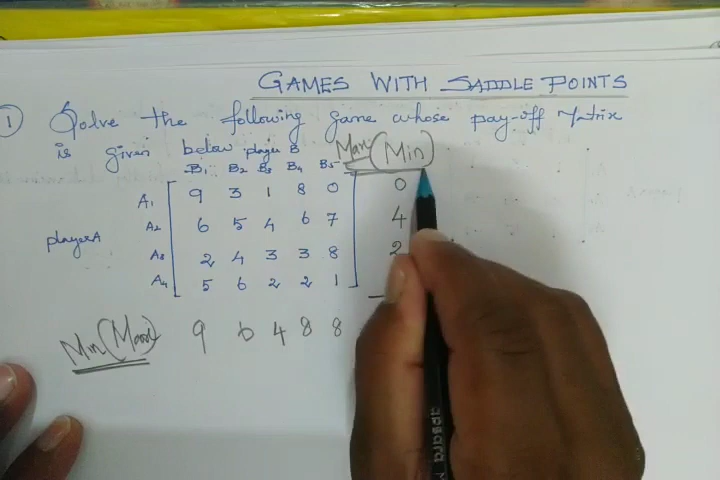 GAMES WITH SADDLE POINTS
1 Solve the following game whose pay-off Matrix
is given below player B
Max(Min)
B1 B2 B3 B4 B5
A1 9 3 1 8 0 0
A2 6 5 4 6 7 4
player A
A3 2 4 3 3 8 2
A4 5 6 2 2 1
Min(Max) 9 6 4 8 8
apsara